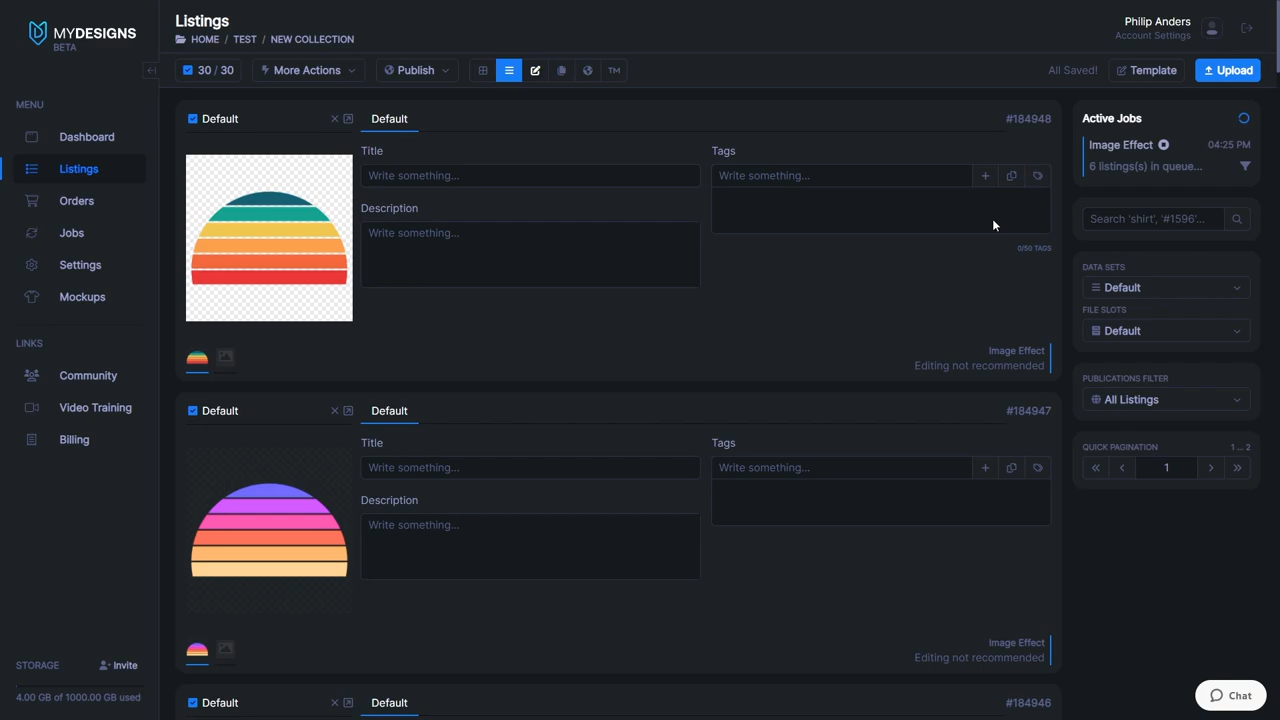 MYDESIGNS
BETA
MENU
Dashboard
Listings
Orders
Jobs
Settings
Mockups
LINKS
Community
Video Training
Billing
STORAGE
Invite
4.00 GB of 1000.00 GB used
Listings
HOME / TEST / NEW COLLECTION
Philip Anders
Account Settings
30 / 30
More Actions
Publish
TM
All Saved!
Template
Upload
Default
Default
#184948
Title
Write something...
Description
Write something...
Tags
Write something...
0/50 TAGS
Image Effect
Editing not recommended
Default
Default
#184947
Title
Write something...
Description
Write something...
Tags
Write something...
Image Effect
Editing not recommended
Default
Default
#184946
Active Jobs
Image Effect 04:25 PM
6 listings(s) in queue...
Search 'shirt', '#1596'...
DATA SETS
Default
FILE SLOTS
Default
PUBLICATIONS FILTER
All Listings
QUICK PAGINATION 1 ... 2
1
Chat